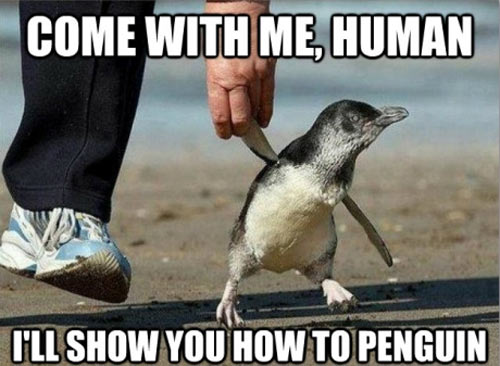 COME WITH ME, HUMAN
I'LL SHOW YOU HOW TO PENGUIN